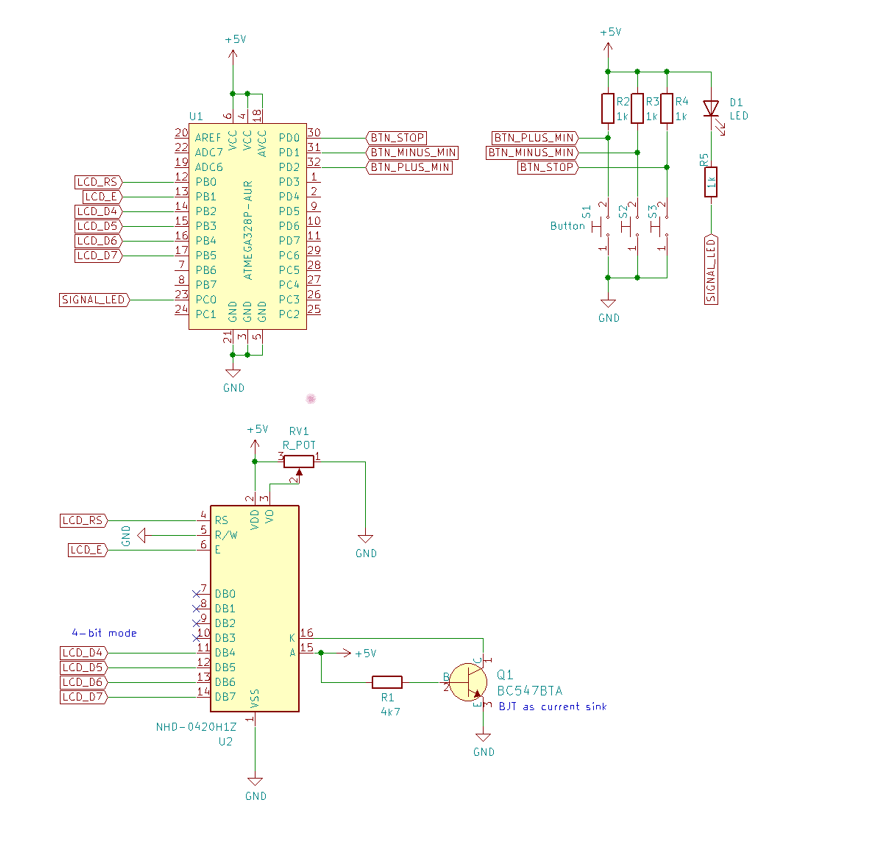 +5V
U1
6
4
18
VCC
VCC
AVCC
20 AREF
22 ADC7
19 ADC6
LCD_RS 12 PB0
LCD_E 13 PB1
LCD_D4 14 PB2
LCD_D5 15 PB3
LCD_D6 16 PB4
LCD_D7 17 PB5
7 PB6
8 PB7
SIGNAL_LED 23 PC0
24 PC1
ATMEGA328P-AUR
PD0 30 BTN_STOP
PD1 31 BTN_MINUS_MIN
PD2 32 BTN_PLUS_MIN
PD3 1
PD4 2
PD5 9
PD6 10
PD7 11
PC6 29
PC5 28
PC4 27
PC3 26
PC2 25
GND
GND
GND
21
3
5
GND
+5V
R2
1k
R3
1k
R4
1k
D1
LED
BTN_PLUS_MIN
BTN_MINUS_MIN
BTN_STOP
R5
1k
S1
2
1
Button
S2
2
1
S3
2
1
SIGNAL_LED
GND
+5V
RV1
R_POT
3
1
2
GND
2
3
VDD
VO
LCD_RS 4 RS
GND 5 R/W
LCD_E 6 E
7 DB0
8 DB1
9 DB2
10 DB3
4-bit mode
LCD_D4 11 DB4
LCD_D5 12 DB5
LCD_D6 13 DB6
LCD_D7 14 DB7
K 16
A 15
+5V
R1
4k7
B
2
C
1
E
3
Q1
BC547BTA
BJT as current sink
GND
VSS
1
NHD-0420H1Z
U2
GND